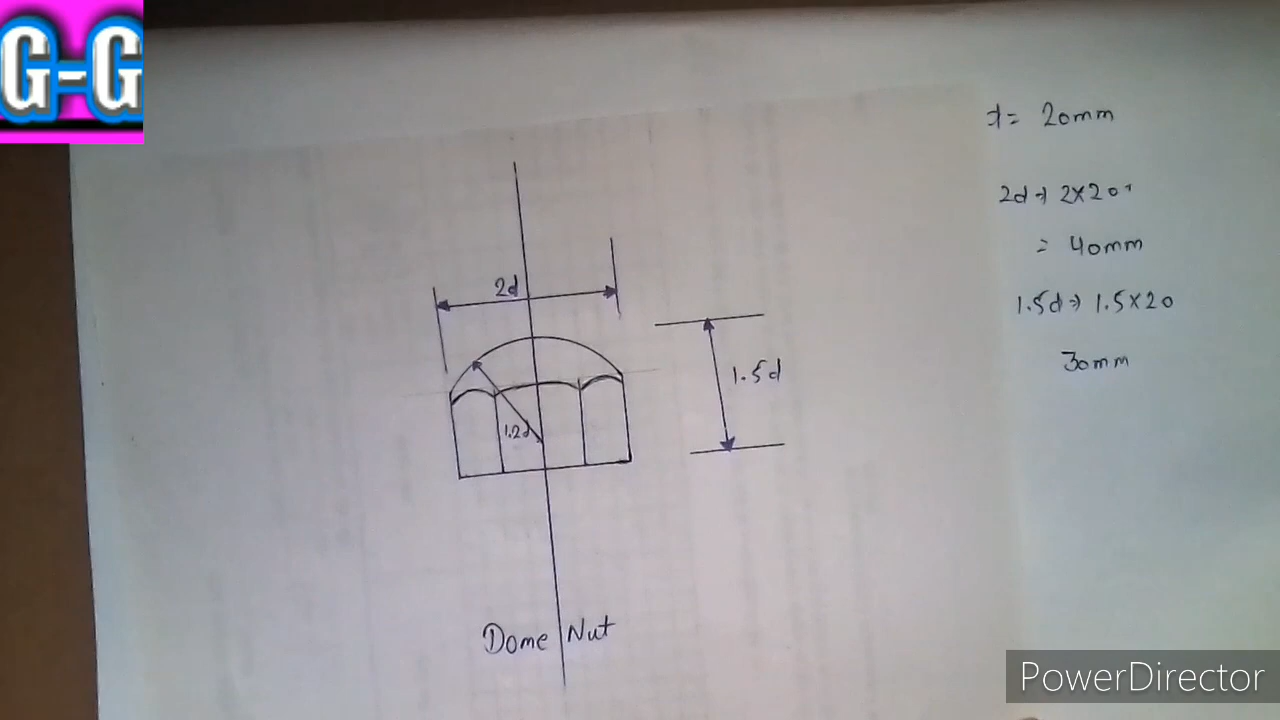 G-G
t= 20mm
2d→ 2×20
= 40mm
2d
1.5d→ 1.5×20
30mm
1.5d
1.2d
Dome Nut
PowerDirector